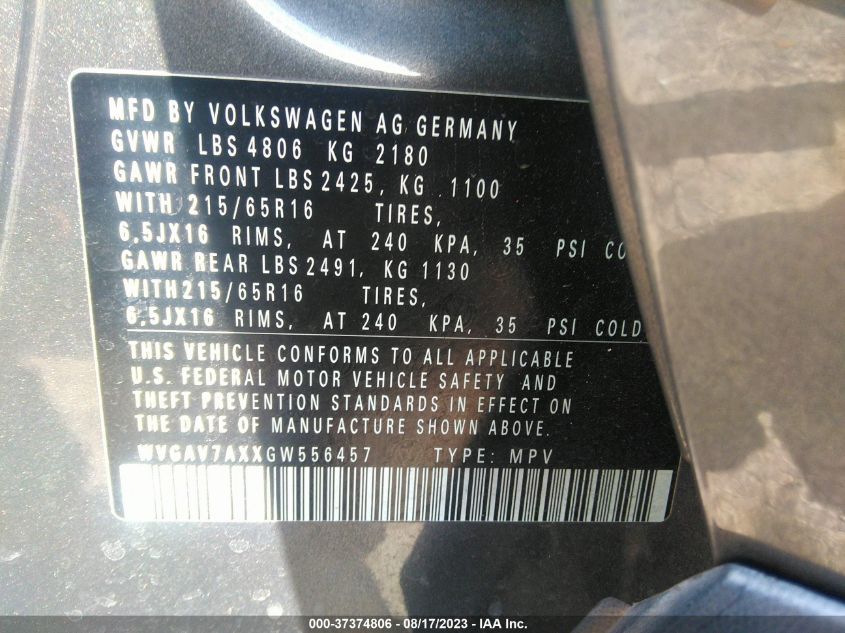 MFD BY VOLKSWAGEN AG GERMANY
GVWR LBS 4806 KG 2180
GAWR FRONT LBS 2425, KG 1100
WITH 215/65R16 TIRES,
6,5JX16 RIMS, AT 240 KPA, 35 PSI CO
GAWR REAR LBS 2491, KG 1130
WITH215/65R16 TIRES,
6,5JX16 RIMS, AT 240 KPA, 35 PSI COLD
THIS VEHICLE CONFORMS TO ALL APPLICABLE
U.S. FEDERAL MOTOR VEHICLE SAFETY AND
THEFT PREVENTION STANDARDS IN EFFECT ON
THE DATE OF MANUFACTURE SHOWN ABOVE.
WVGAV7AXXGW556457 TYPE: MPV
000-37374806 - 08/17/2023 - IAA Inc.